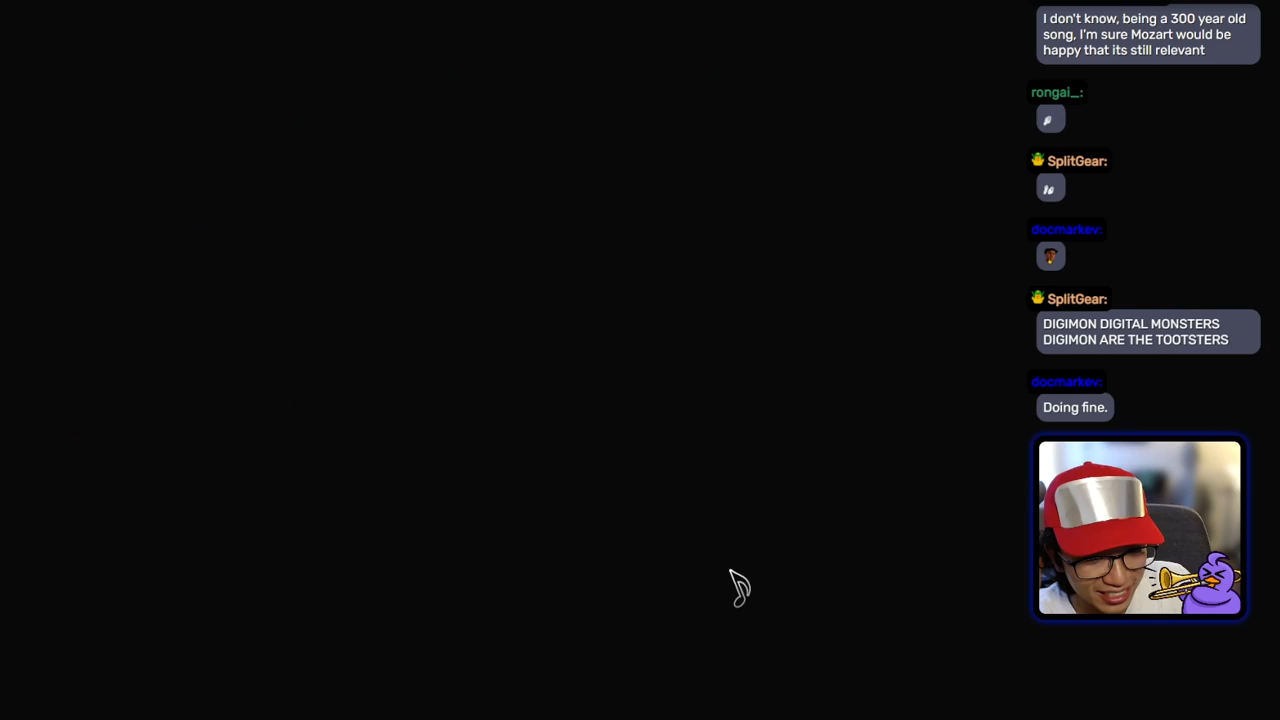 I don't know, being a 300 year old
song, I'm sure Mozart would be
happy that its still relevant
rongai_:
SplitGear:
docmarkev:
SplitGear:
DIGIMON DIGITAL MONSTERS
DIGIMON ARE THE TOOTSTERS
docmarkev:
Doing fine.